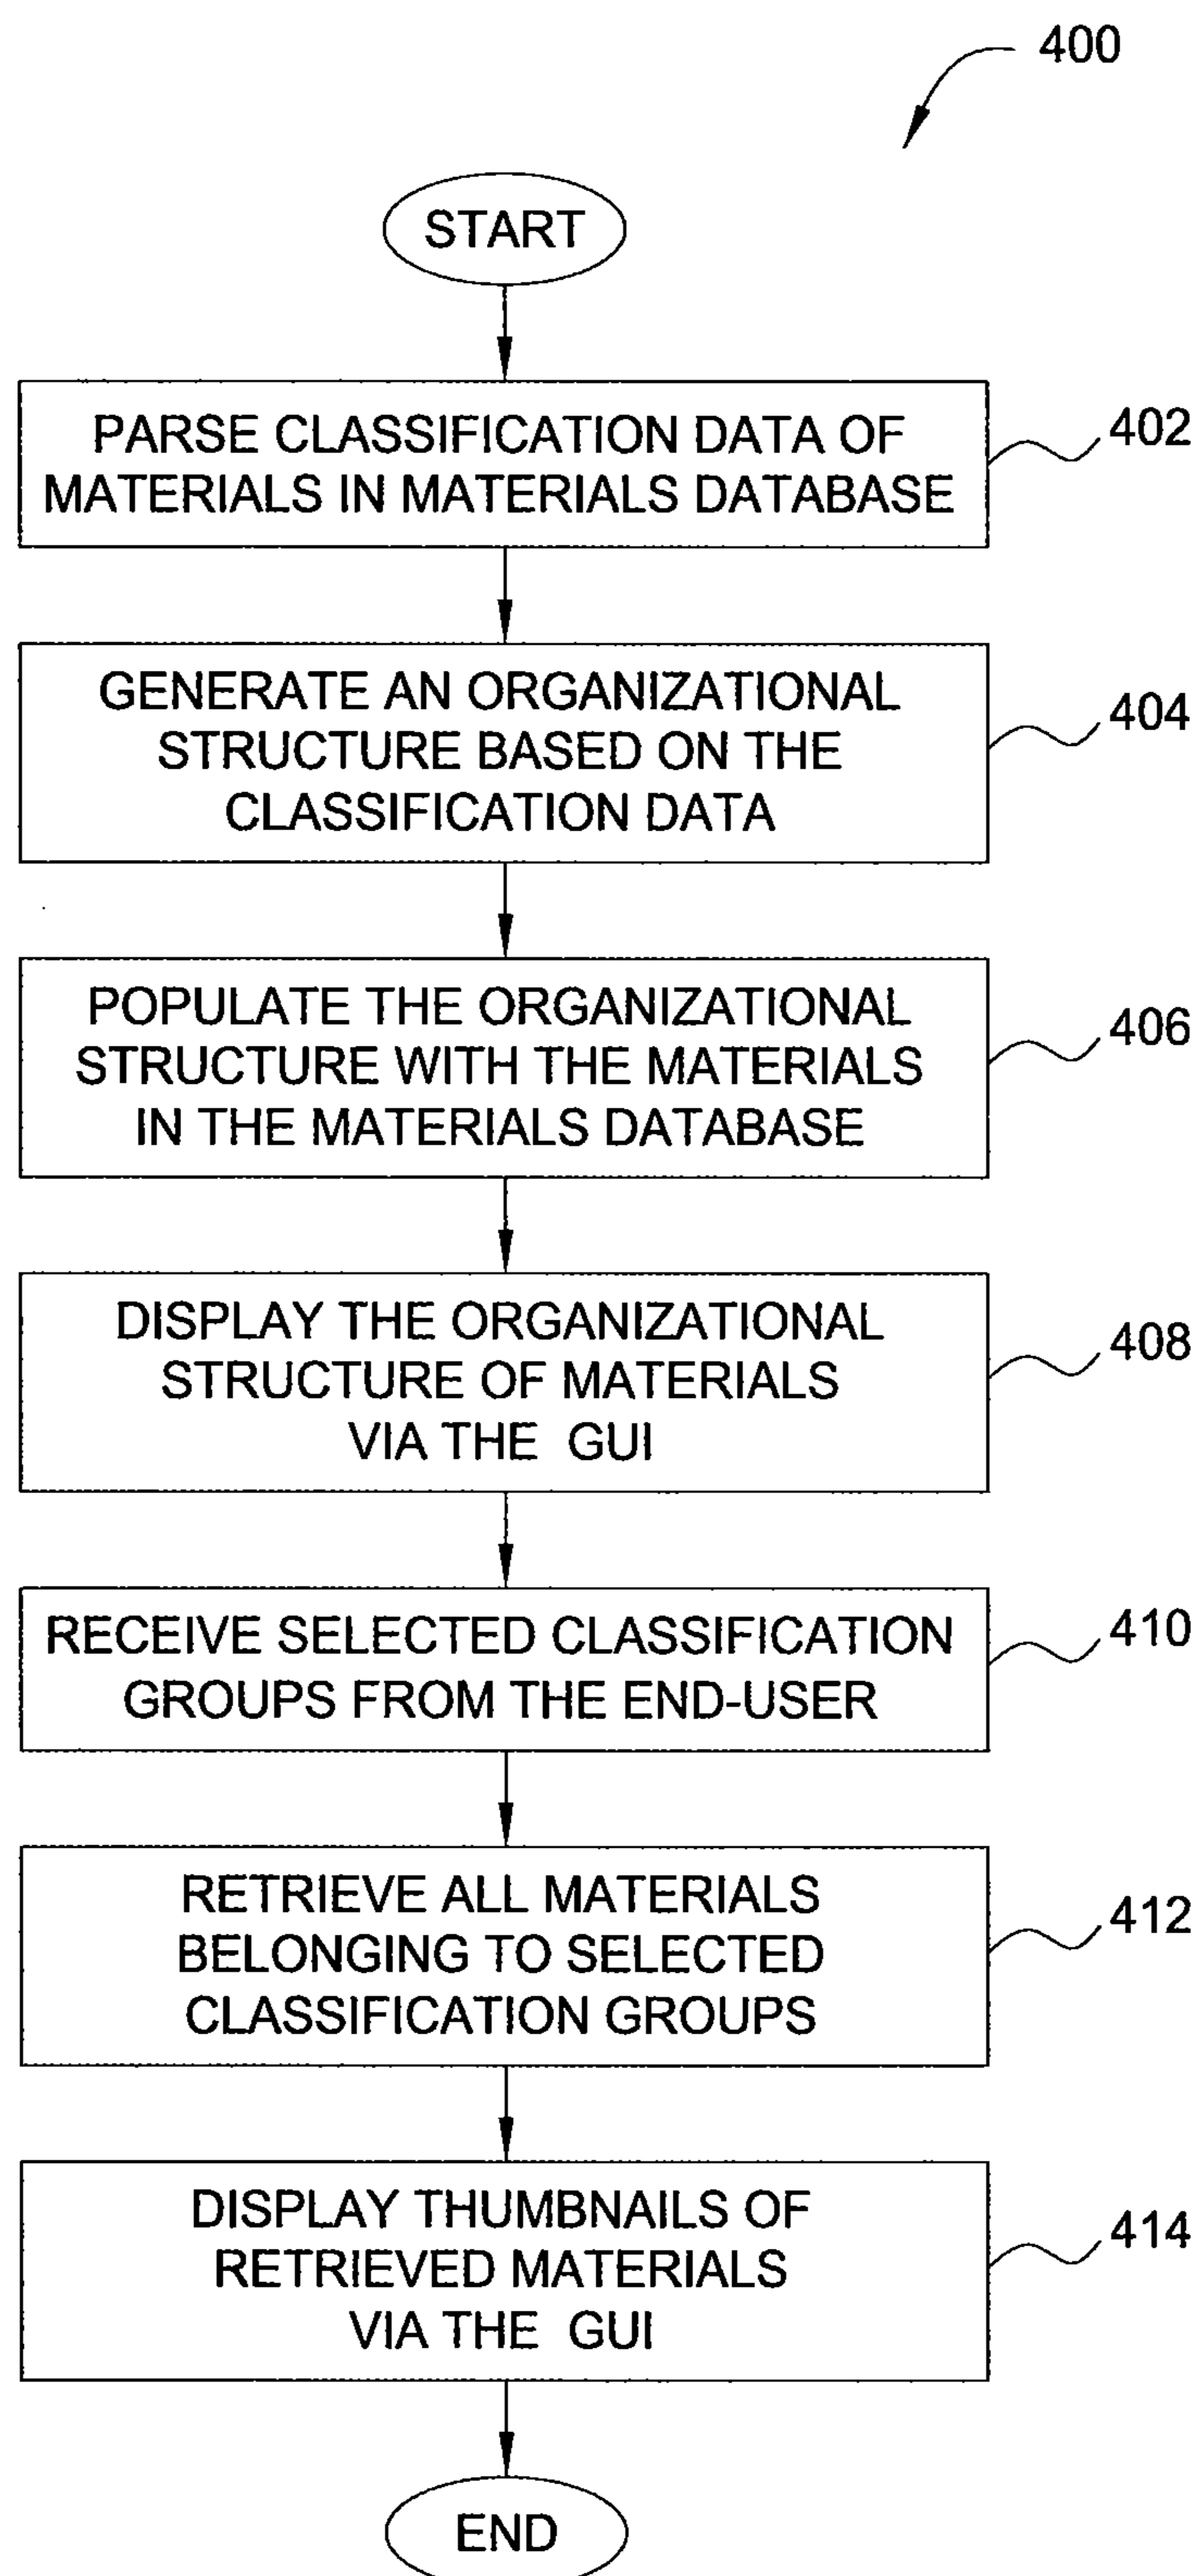 400
START
PARSE CLASSIFICATION DATA OF
MATERIALS IN MATERIALS DATABASE
402
GENERATE AN ORGANIZATIONAL
STRUCTURE BASED ON THE
CLASSIFICATION DATA
404
POPULATE THE ORGANIZATIONAL
STRUCTURE WITH THE MATERIALS
IN THE MATERIALS DATABASE
406
DISPLAY THE ORGANIZATIONAL
STRUCTURE OF MATERIALS
VIA THE GUI
408
RECEIVE SELECTED CLASSIFICATION
GROUPS FROM THE END-USER
410
RETRIEVE ALL MATERIALS
BELONGING TO SELECTED
CLASSIFICATION GROUPS
412
DISPLAY THUMBNAILS OF
RETRIEVED MATERIALS
VIA THE GUI
414
END